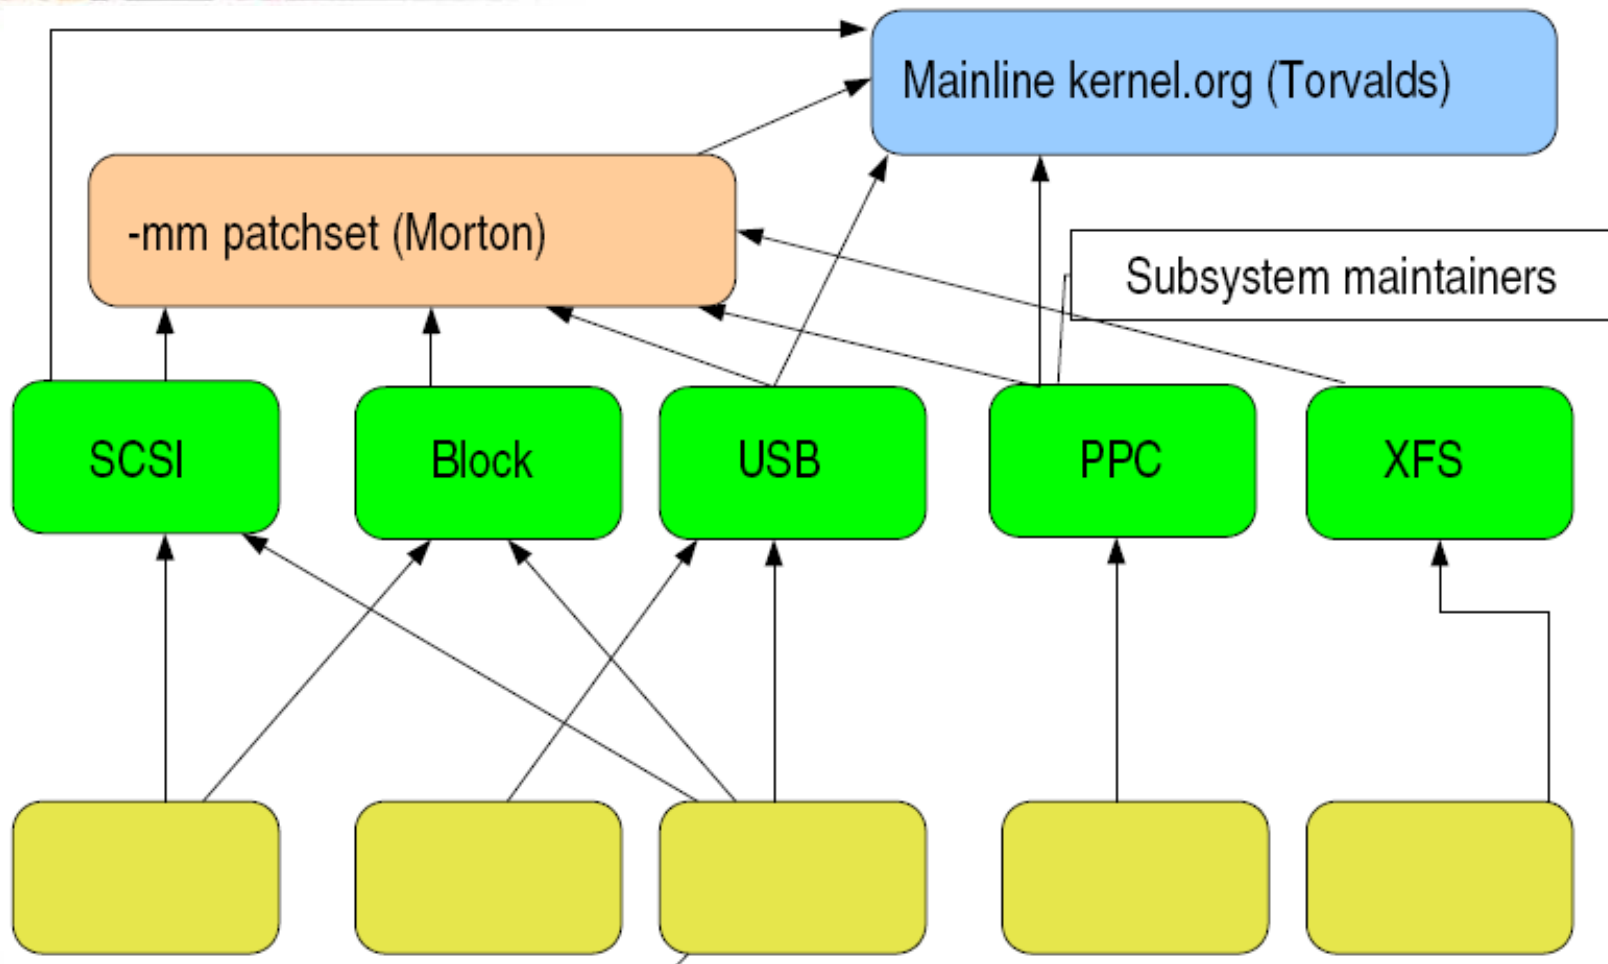 Mainline kernel.org (Torvalds)
-mm patchset (Morton)
Subsystem maintainers
SCSI
Block
USB
PPC
XFS